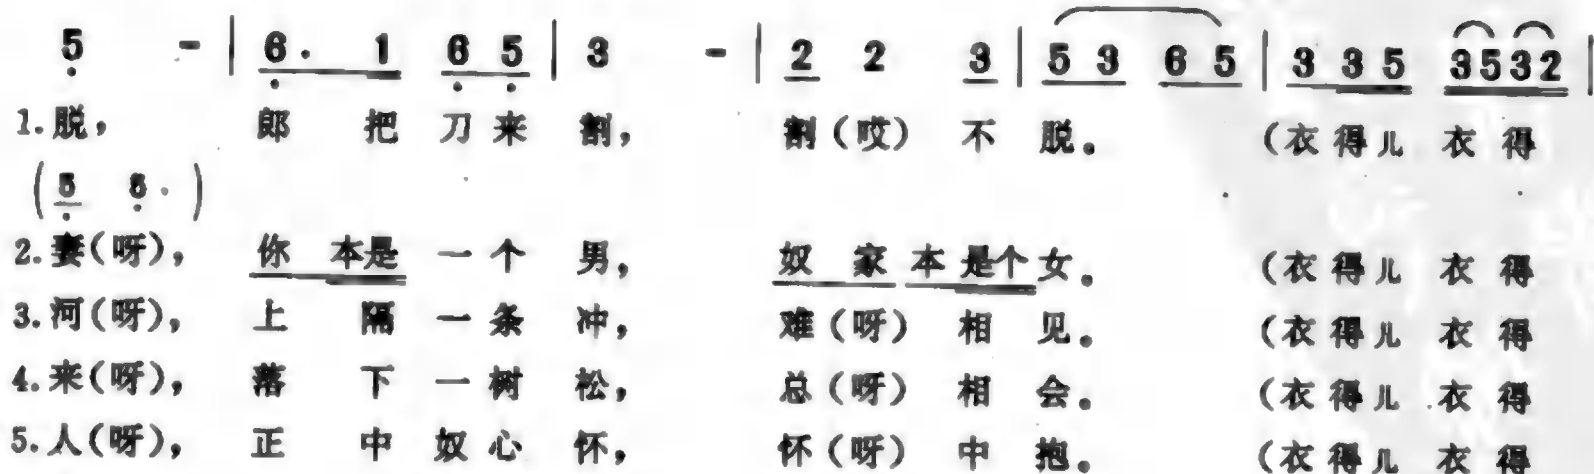 5 - | 6. 1 6 5 | 3 - | 2 2 3 | 5 3 6 5 | 3 3 5 3 5 3 2 |
1.脱, 郎 把 刀 来 割, 割(哎) 不 脱。 (衣 得 儿 衣 得
(5 5.)
2.妻(呀), 你 本是 一 个 男, 奴 家 本 是个 女。 (衣 得 儿 衣 得
3.河(呀), 上 隔 一 条 冲, 难(呀) 相 见。 (衣 得 儿 衣 得
4.来(呀), 落 下 一 树 松, 总(呀) 相 会。 (衣 得 儿 衣 得
5.人(呀), 正 中 奴 心 怀, 怀(呀) 中 抱。 (衣 得 儿 衣 得